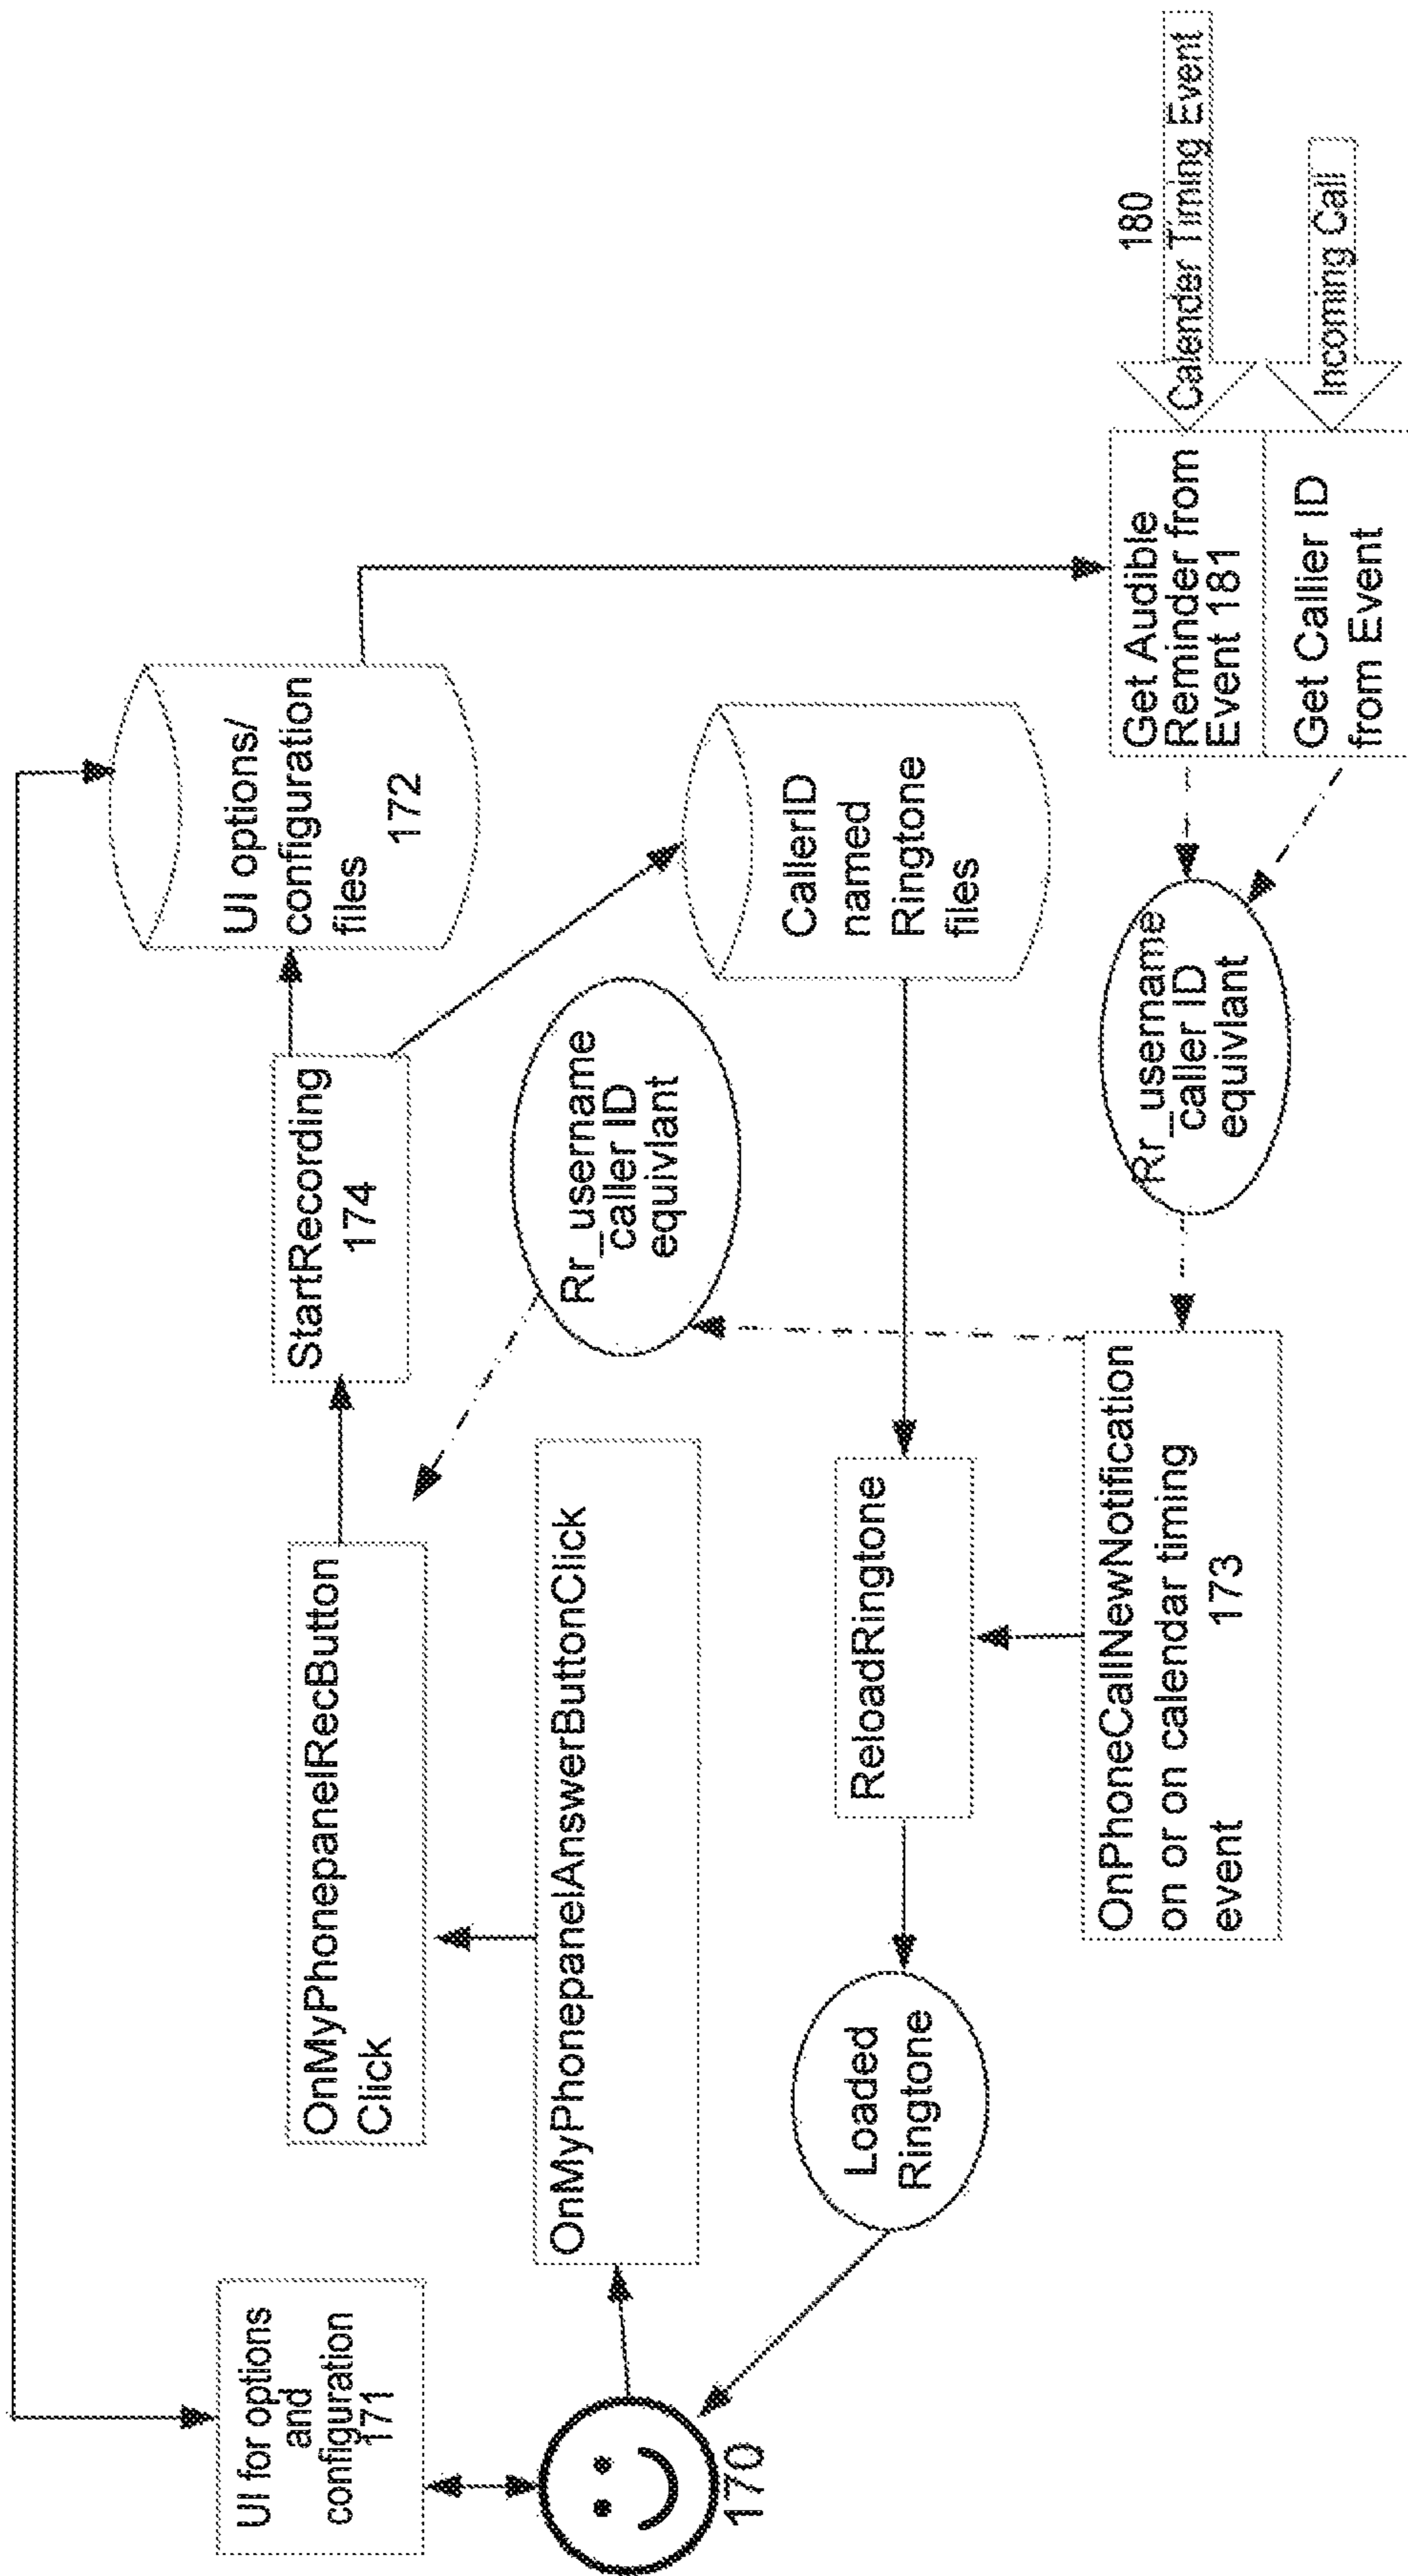 UI for options
and
configuration
171
170
OnMyPhonepanelRecButton
Click
OnMyPhonepanelAnswerButtonClick
Loaded
Ringtone
ReloadRingtone
OnPhoneCallNewNotification
on or on calendar timing
event 173
StartRecording
174
Rr_username
_caller ID
equivlant
UI options/
configuration
files
172
CallerID
named
Ringtone
files
Rr_username
_caller ID
equivlant
Get Audible
Reminder from
Event 181
Get Callier ID
from Event
180
Calender Timing Event
Incoming Call